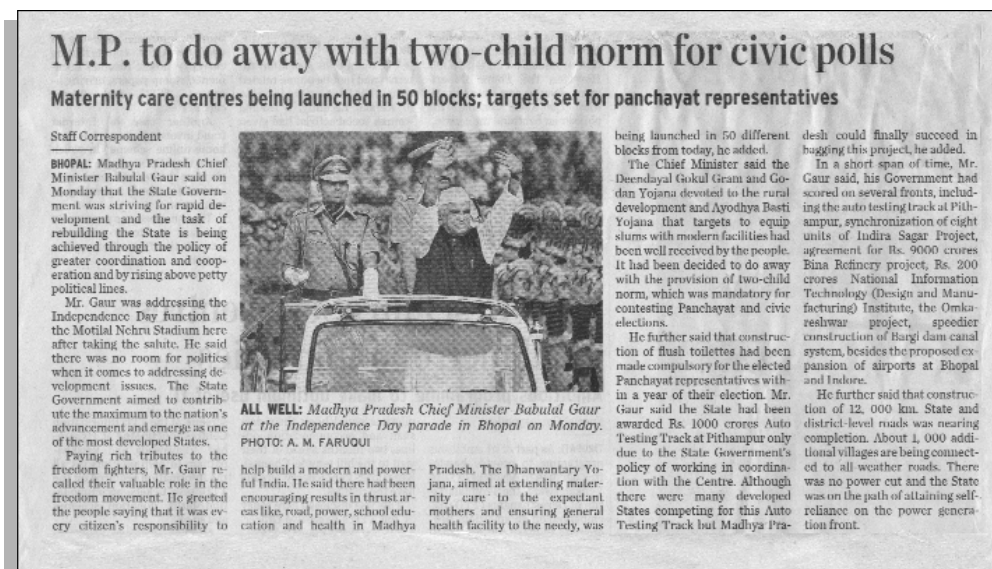 M.P. to do away with two-child norm for civic polls
Maternity care centres being launched in 50 blocks; targets set for panchayat representatives
Staff Correspondent
BHOPAL: Madhya Pradesh Chief
Minister Babulal Gaur said on
Monday that the State Govern-
ment was striving for rapid de-
velopment and the task of
rebuilding the State is being
achieved through the policy of
greater coordination and coop-
eration and by rising above petty
political lines.
Mr. Gaur was addressing the
Independence Day function at
the Motilal Nehru Stadium here
after taking the salute. He said
there was no room for politics
when it comes to addressing de-
velopment issues. The State
Government aimed to contrib-
ute the maximum to the nation's
advancement and emerge as one
of the most developed States.
Paying rich tributes to the
freedom fighters, Mr. Gaur re-
called their valuable role in the
freedom movement. He greeted
the people saying that it was ev-
ery citizen's responsibility to
ALL WELL: Madhya Pradesh Chief Minister Babulal Gaur
at the Independence Day parade in Bhopal on Monday.
PHOTO: A. M. FARUQUI
help build a modern and power-
ful India. He said there had been
encouraging results in thrust ar-
eas like, road, power, school edu-
cation and health in Madhya
Pradesh. The Dhanwantary Yo-
jana, aimed at extending mater-
nity care to the expectant
mothers and ensuring general
health facility to the needy, was
being launched in 50 different
blocks from today, he added.
The Chief Minister said the
Deendayal Gokul Gram and Go-
dan Yojana devoted to the rural
development and Ayodhya Basti
Yojana that targets to equip
slums with modern facilities had
been well received by the people.
It had been decided to do away
with the provision of two-child
norm, which was mandatory for
contesting Panchayat and civic
elections.
He further said that construc-
tion of flush toilettes had been
made compulsory for the elected
Panchayat representatives with-
in a year of their election. Mr.
Gaur said the State had been
awarded Rs. 1000 crores Auto
Testing Track at Pithampur only
due to the State Government's
policy of working in coordina-
tion with the Centre. Although
there were many developed
States competing for this Auto
Testing Track but Madhya Pra-
desh could finally succeed in
bagging this project, he added.
In a short span of time, Mr.
Gaur said, his Government had
scored on several fronts, includ-
ing the auto testing track at Pith-
ampur, synchronization of eight
units of Indira Sagar Project,
agreement for Rs. 9000 crores
Bina Refinery project, Rs. 200
crores National Information
Technology (Design and Manu-
facturing) Institute, the Omka-
reshwar project, speedier
construction of Bargi dam canal
system, besides the proposed ex-
pansion of airports at Bhopal
and Indore.
He further said that construc-
tion of 12, 000 km. State and
district-level roads was nearing
completion. About 1, 000 addi-
tional villages are being connect-
ed to all-weather roads. There
was no power cut and the State
was on the path of attaining self-
reliance on the power genera-
tion front.